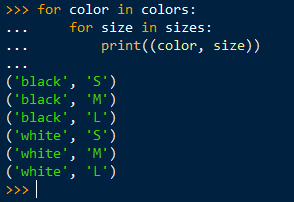 >>> for color in colors:
...     for size in sizes:
...         print((color, size))
...
('black', 'S')
('black', 'M')
('black', 'L')
('white', 'S')
('white', 'M')
('white', 'L')
>>>